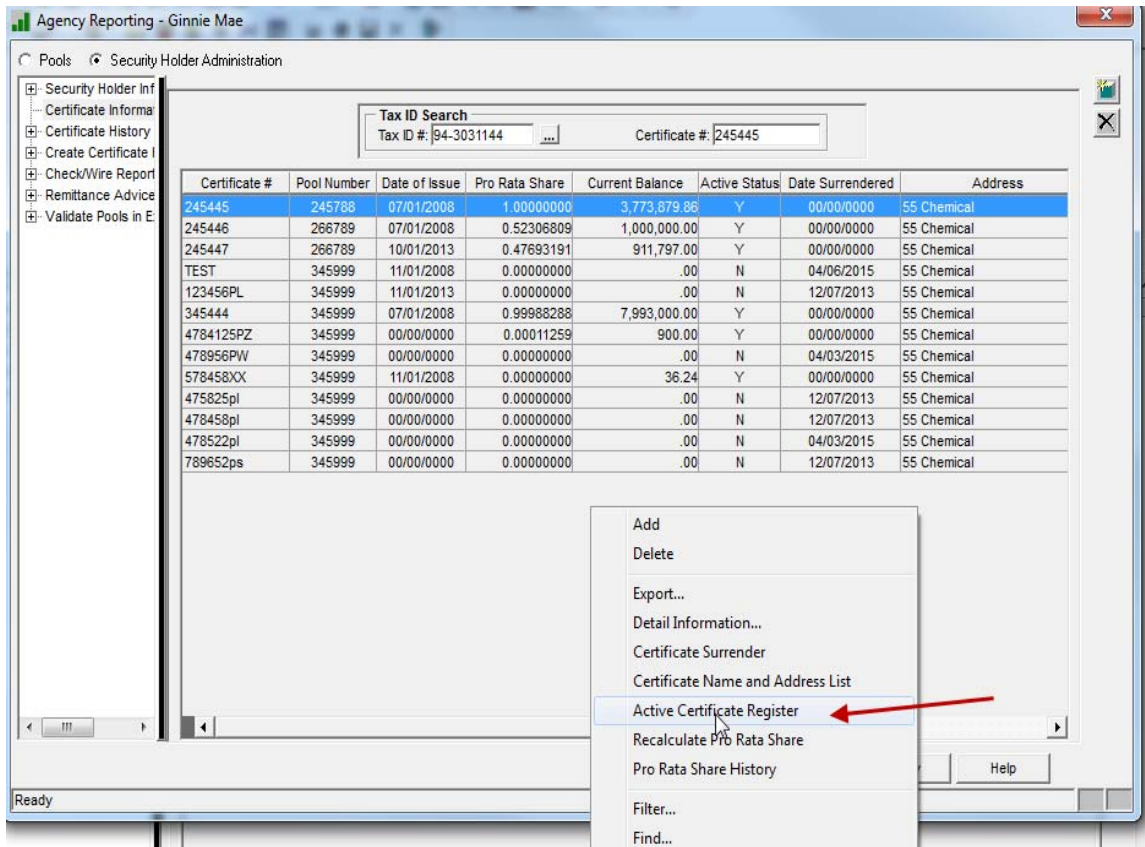 Agency Reporting - Ginnie Mae
Pools Security Holder Administration
Security Holder Inf
Certificate Informa
Certificate History
Create Certificate I
Check/Wire Report
Remittance Advice
Validate Pools in E
Tax ID Search
Tax ID #: 94-3031144 ... Certificate #: 245445
Certificate # Pool Number Date of Issue Pro Rata Share Current Balance Active Status Date Surrendered Address
245445 245788 07/01/2008 1.00000000 3,773,879.86 Y 00/00/0000 55 Chemical
245446 266789 07/01/2008 0.52306809 1,000,000.00 Y 00/00/0000 55 Chemical
245447 266789 10/01/2013 0.47693191 911,797.00 Y 00/00/0000 55 Chemical
TEST 345999 11/01/2008 0.00000000 .00 N 04/06/2015 55 Chemical
123456PL 345999 11/01/2013 0.00000000 .00 N 12/07/2013 55 Chemical
345444 345999 07/01/2008 0.99988288 7,993,000.00 Y 00/00/0000 55 Chemical
4784125PZ 345999 00/00/0000 0.00011259 900.00 Y 00/00/0000 55 Chemical
478956PW 345999 00/00/0000 0.00000000 .00 N 04/03/2015 55 Chemical
578458XX 345999 11/01/2008 0.00000000 36.24 Y 00/00/0000 55 Chemical
475825pl 345999 00/00/0000 0.00000000 .00 N 12/07/2013 55 Chemical
478458pl 345999 00/00/0000 0.00000000 .00 N 12/07/2013 55 Chemical
478522pl 345999 00/00/0000 0.00000000 .00 N 04/03/2015 55 Chemical
789652ps 345999 00/00/0000 0.00000000 .00 N 12/07/2013 55 Chemical
Add
Delete
Export...
Detail Information...
Certificate Surrender
Certificate Name and Address List
Active Certificate Register
Recalculate Pro Rata Share
Pro Rata Share History
Filter...
Find...
Help
Ready